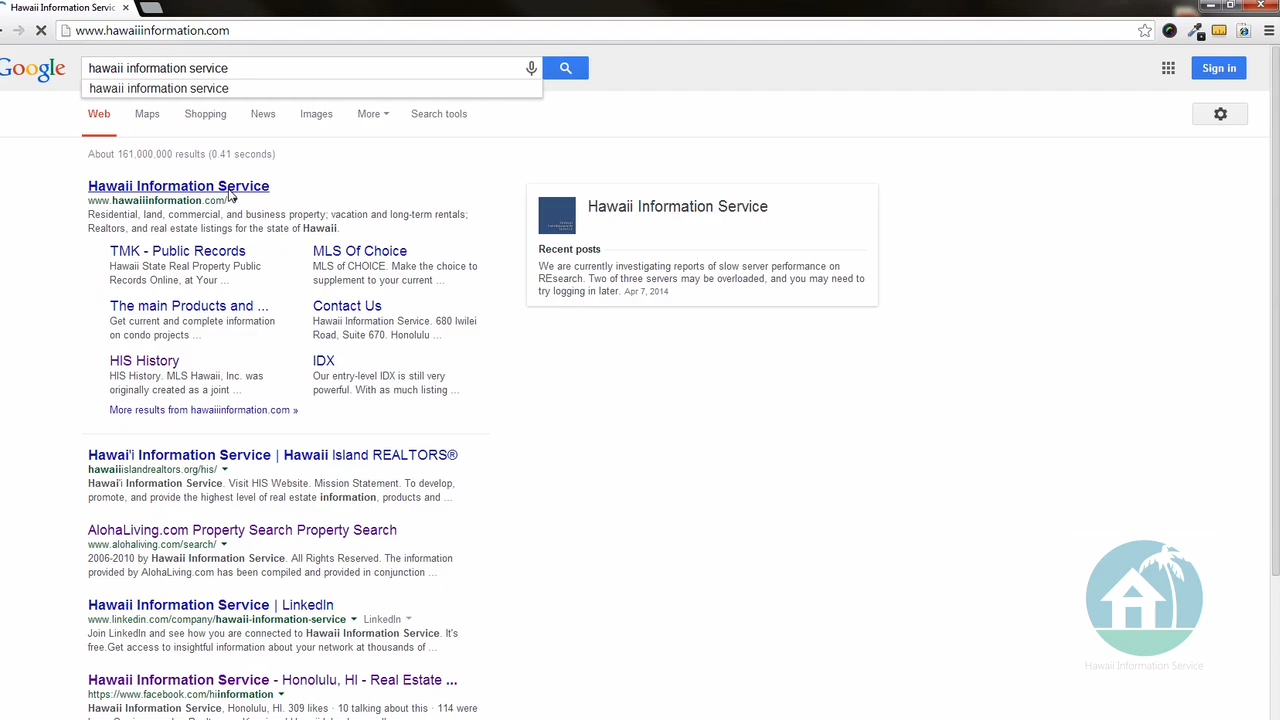 Hawaii Information Servic
www.hawaiiinformation.com
Google
hawaii information service
hawaii information service
Sign in
Web Maps Shopping News Images More Search tools
About 161,000,000 results (0.41 seconds)
Hawaii Information Service
www.hawaiiinformation.com/
Residential, land, commercial, and business property; vacation and long-term rentals;
Realtors, and real estate listings for the state of Hawaii.
TMK - Public Records
Hawaii State Real Property Public
Records Online, at Your ...
MLS Of Choice
MLS of CHOICE. Make the choice to
supplement to your current ...
The main Products and ...
Get current and complete information
on condo projects ...
Contact Us
Hawaii Information Service. 680 Iwilei
Road, Suite 670. Honolulu ...
HIS History
HIS History. MLS Hawaii, Inc. was
originally created as a joint ...
IDX
Our entry-level IDX is still very
powerful. With as much listing ...
More results from hawaiiinformation.com »
Hawai'i Information Service | Hawaii Island REALTORS®
hawaiiislandrealtors.org/his/
Hawai'i Information Service. Visit HIS Website. Mission Statement. To develop,
promote, and provide the highest level of real estate information, products and ...
AlohaLiving.com Property Search Property Search
www.alohaliving.com/search/
2006-2010 by Hawaii Information Service. All Rights Reserved. The information
provided by AlohaLiving.com has been compiled and provided in conjunction ...
Hawaii Information Service | LinkedIn
www.linkedin.com/company/hawaii-information-service LinkedIn
Join LinkedIn and see how you are connected to Hawaii Information Service. It's
free.Get access to insightful information about your network at thousands of ...
Hawaii Information Service - Honolulu, HI - Real Estate ...
https://www.facebook.com/hiinformation
Hawaii Information Service, Honolulu, HI. 309 likes · 10 talking about this · 114 were
Hawaii Information Service
Recent posts
We are currently investigating reports of slow server performance on
REsearch. Two of three servers may be overloaded, and you may need to
try logging in later. Apr 7, 2014
Hawaii Information Service